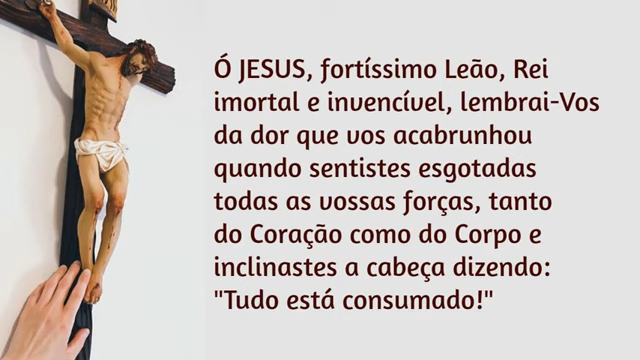 Ó JESUS, fortíssimo Leão, Rei
imortal e invencível, lembrai-Vos
da dor que vos acabrunhou
quando sentistes esgotadas
todas as vossas forças, tanto
do Coração como do Corpo e
inclinastes a cabeça dizendo:
"Tudo está consumado!"